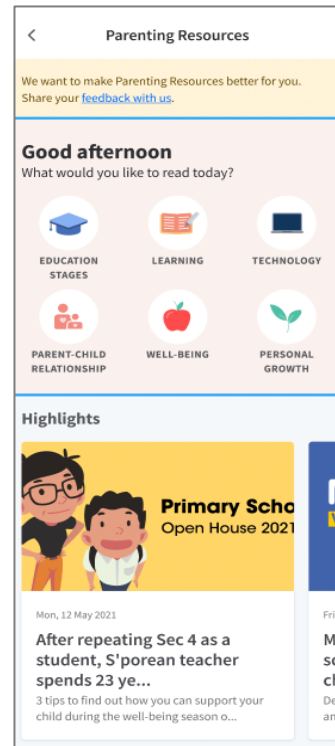 Parenting Resources
We want to make Parenting Resources better for you.
Share your feedback with us.
Good afternoon
What would you like to read today?
EDUCATION STAGES
LEARNING
TECHNOLOGY
PARENT-CHILD RELATIONSHIP
WELL-BEING
PERSONAL GROWTH
Highlights
Primary Scho
Open House 2021
Mon, 12 May 2021
After repeating Sec 4 as a
student, S'porean teacher
spends 23 ye...
3 tips to find out how you can support your
child during the well-being season o...
Fri